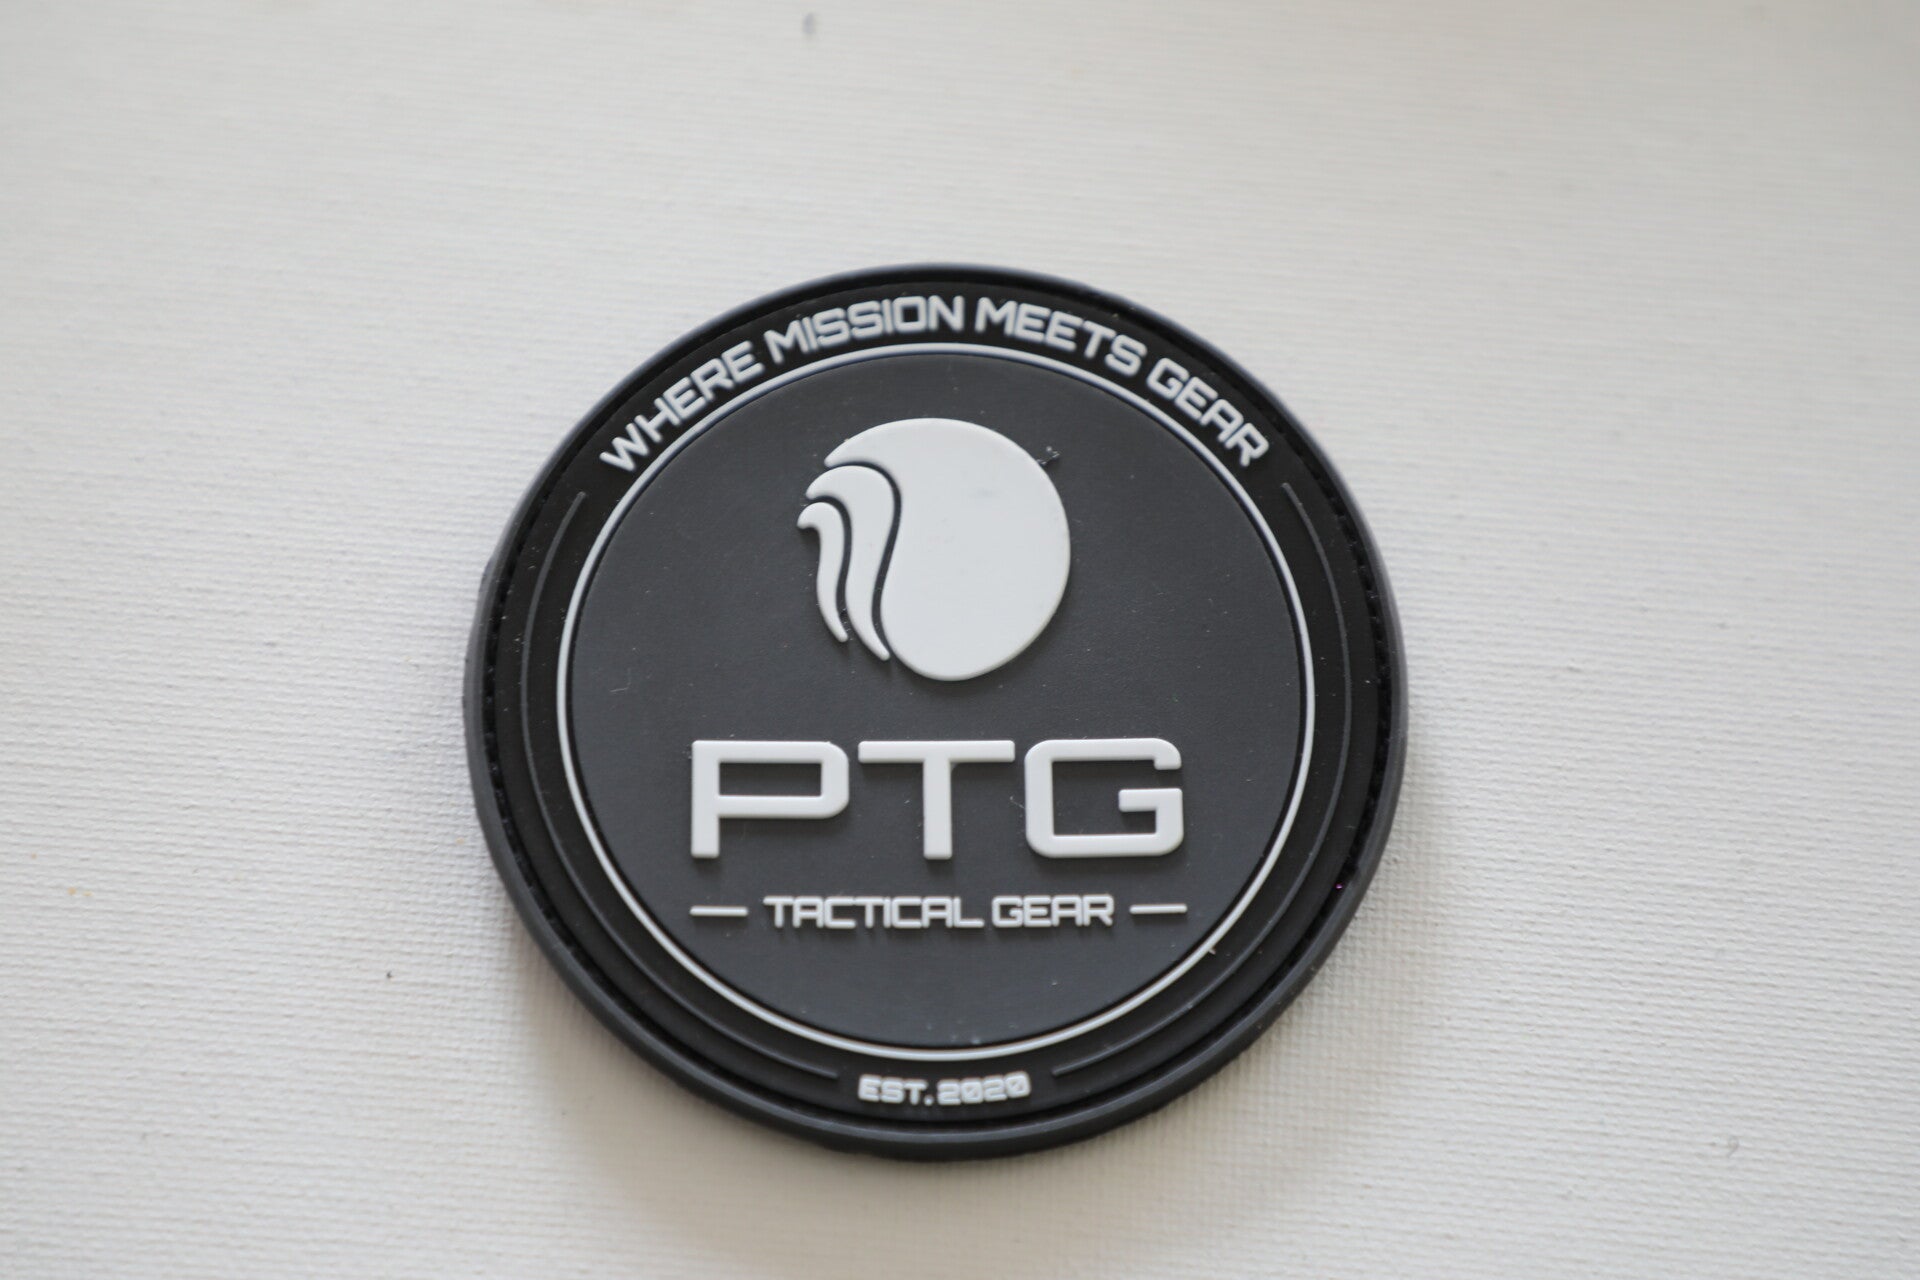 WHERE MISSION MEETS GEAR
PTG
TACTICAL GEAR
EST. 2020